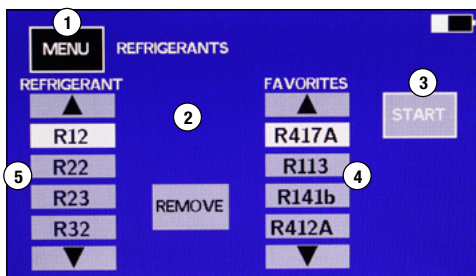 1
MENU REFRIGERANTS
REFRIGERANT FAVORITES
2
3
START
R12 R417A
R22 R113
5 4
R23 R141b
REMOVE
R32 R412A